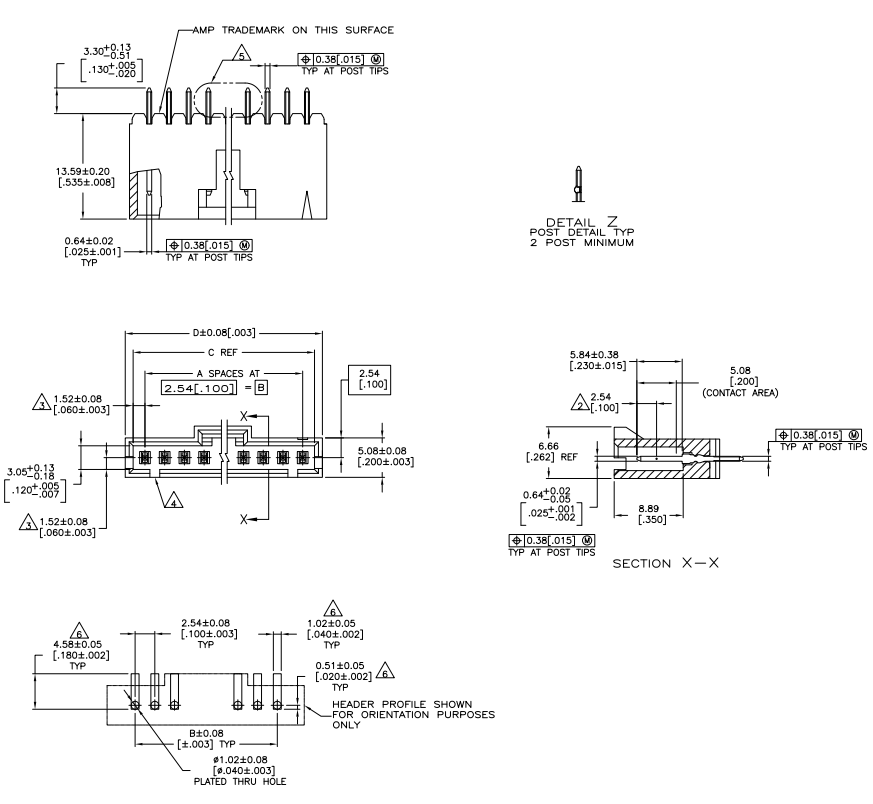 AMP TRADEMARK ON THIS SURFACE
3.30+0.13
-0.51
.130+.005
-.020
5
⌖ 0.38[.015] Ⓜ
TYP AT POST TIPS
13.59±0.20
[.535±.008]
0.64±0.02
[.025±.001]
TYP
⌖ 0.38[.015] Ⓜ
TYP AT POST TIPS
DETAIL Z
POST DETAIL TYP
2 POST MINIMUM
D±0.08[.003]
C REF
A SPACES AT
2.54[.100] = B
2.54
[.100]
3 1.52±0.08
[.060±.003]
X
5.08±0.08
[.200±.003]
3.05+0.13
-0.18
.120+.005
-.007
4
3 1.52±0.08
[.060±.003]
X
5.84±0.38
[.230±.015]
5.08
[.200]
(CONTACT AREA)
2 2.54
[.100]
⌖ 0.38[.015] Ⓜ
TYP AT POST TIPS
6.66
[.262] REF
0.64+0.02
-0.05
.025+.001
-.002
8.89
[.350]
⌖ 0.38[.015] Ⓜ
TYP AT POST TIPS
SECTION X-X
6
4.58±0.05
[.180±.002]
TYP
2.54±0.08
[.100±.003]
TYP
6
1.02±0.05
[.040±.002]
TYP
0.51±0.05
[.020±.002] 6
TYP
HEADER PROFILE SHOWN
FOR ORIENTATION PURPOSES
ONLY
B±0.08
[±.003] TYP
ø1.02±0.08
[ø.040±.003]
PLATED THRU HOLE